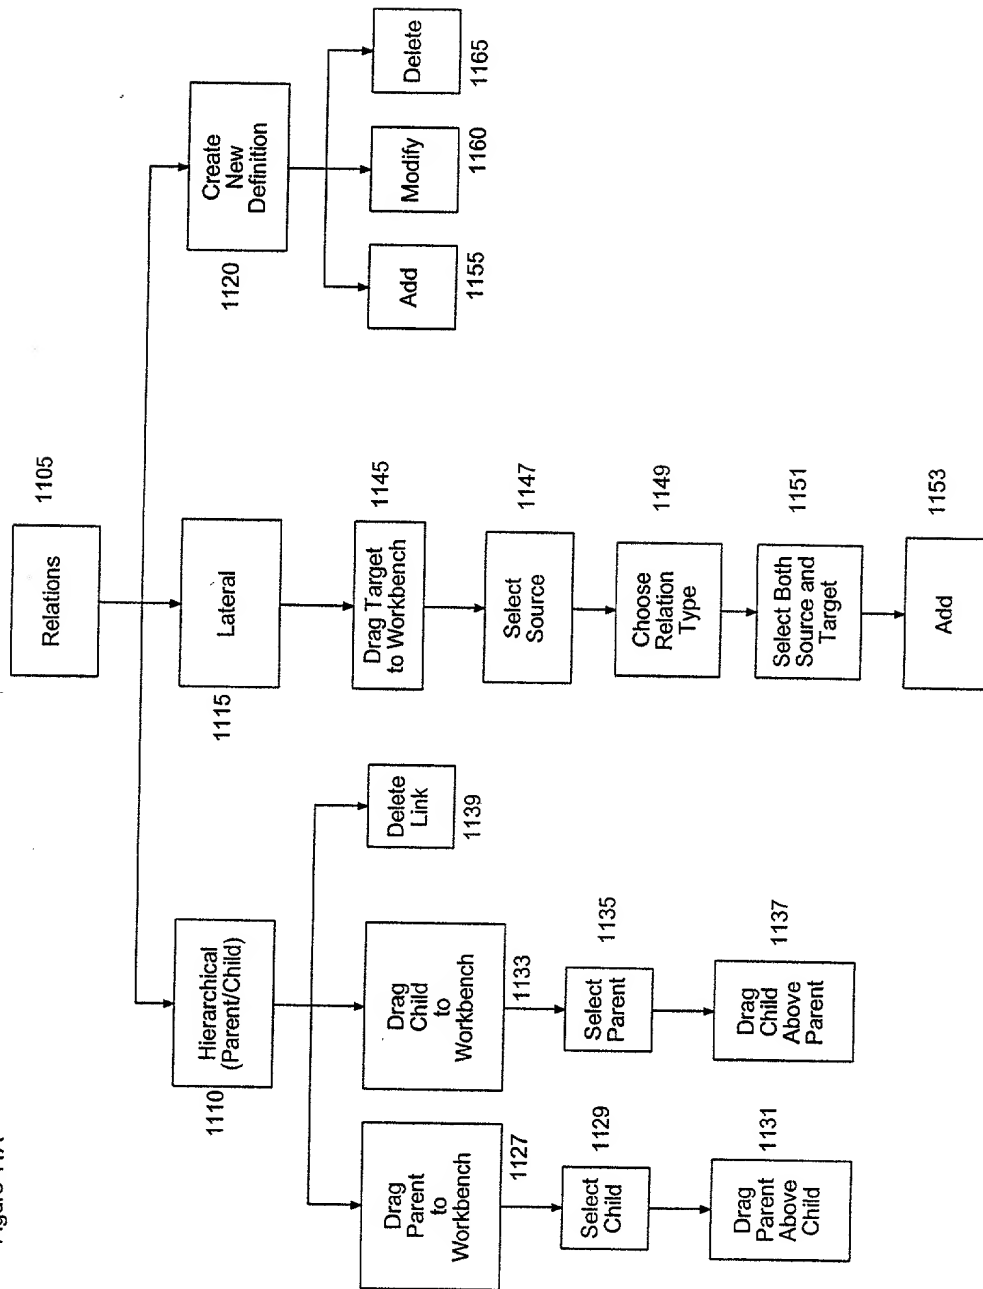 Figure 11A
Relations
1105
Hierarchical
(Parent/Child)
1110
Lateral
1115
Create
New
Definition
1120
Drag
Parent
to
Workbench
1127
Drag
Child
to
Workbench
1133
Delete
Link
1139
Drag Target
to Workbench
1145
Add
1155
Modify
1160
Delete
1165
Select
Child
1129
Select
Parent
1135
Select
Source
1147
Drag
Parent
Above
Child
1131
Drag
Child
Above
Parent
1137
Choose
Relation
Type
1149
Select Both
Source and
Target
1151
Add
1153